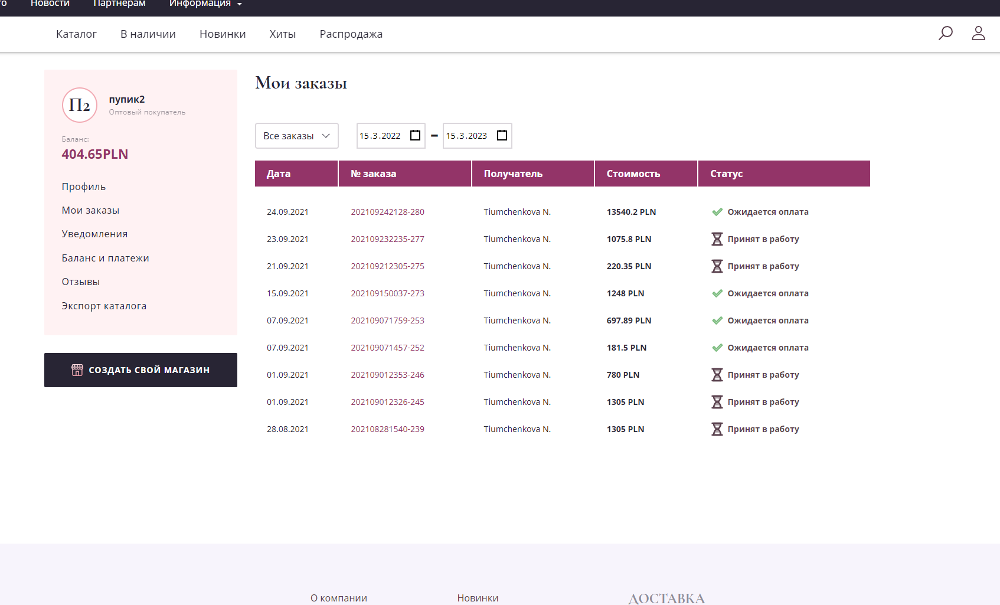 го Новости Партнерам Информация
Каталог В наличии Новинки Хиты Распродажа
П2
пупик2
Оптовый покупатель
Баланс:
404.65PLN
Профиль
Мои заказы
Уведомления
Баланс и платежи
Отзывы
Экспорт каталога
СОЗДАТЬ СВОЙ МАГАЗИН
Мои заказы
Все заказы 15.3.2022 – 15.3.2023
Дата № заказа Получатель Стоимость Статус
24.09.2021 202109242128-280 Tiumchenkova N. 13540.2 PLN Ожидается оплата
23.09.2021 202109232235-277 Tiumchenkova N. 1075.8 PLN Принят в работу
21.09.2021 202109212305-275 Tiumchenkova N. 220.35 PLN Принят в работу
15.09.2021 202109150037-273 Tiumchenkova N. 1248 PLN Ожидается оплата
07.09.2021 202109071759-253 Tiumchenkova N. 697.89 PLN Ожидается оплата
07.09.2021 202109071457-252 Tiumchenkova N. 181.5 PLN Ожидается оплата
01.09.2021 202109012353-246 Tiumchenkova N. 780 PLN Принят в работу
01.09.2021 202109012326-245 Tiumchenkova N. 1305 PLN Принят в работу
28.08.2021 202108281540-239 Tiumchenkova N. 1305 PLN Принят в работу
О компании Новинки ДОСТАВКА